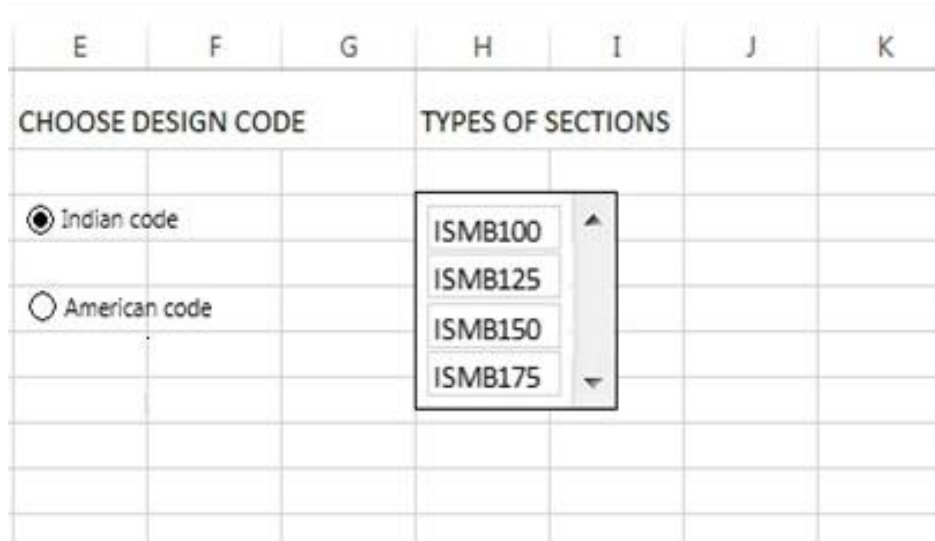 E F G H I J K
CHOOSE DESIGN CODE TYPES OF SECTIONS
Indian code
ISMB100
ISMB125
American code
ISMB150
ISMB175